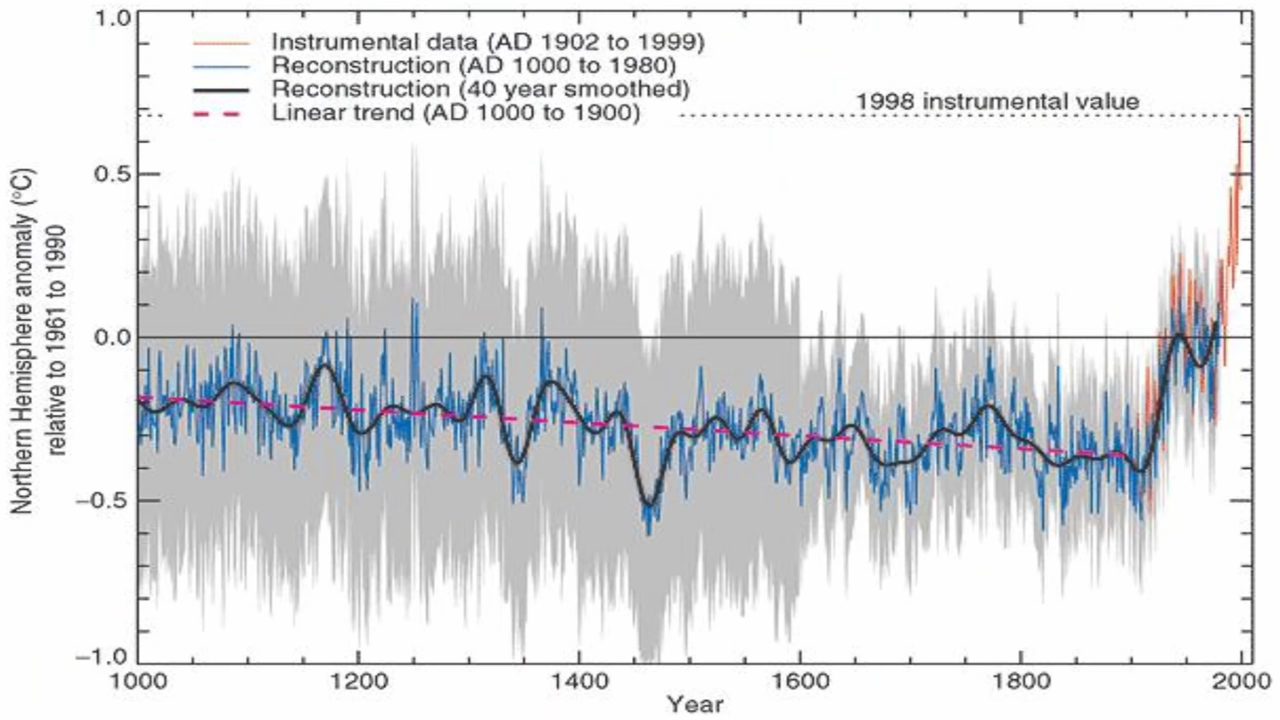 1.0
Instrumental data (AD 1902 to 1999)
Reconstruction (AD 1000 to 1980)
Reconstruction (40 year smoothed)
Linear trend (AD 1000 to 1900)
1998 instrumental value
0.5
0.0
−0.5
−1.0
Northern Hemisphere anomaly (°C)
relative to 1961 to 1990
1000 1200 1400 1600 1800 2000
Year